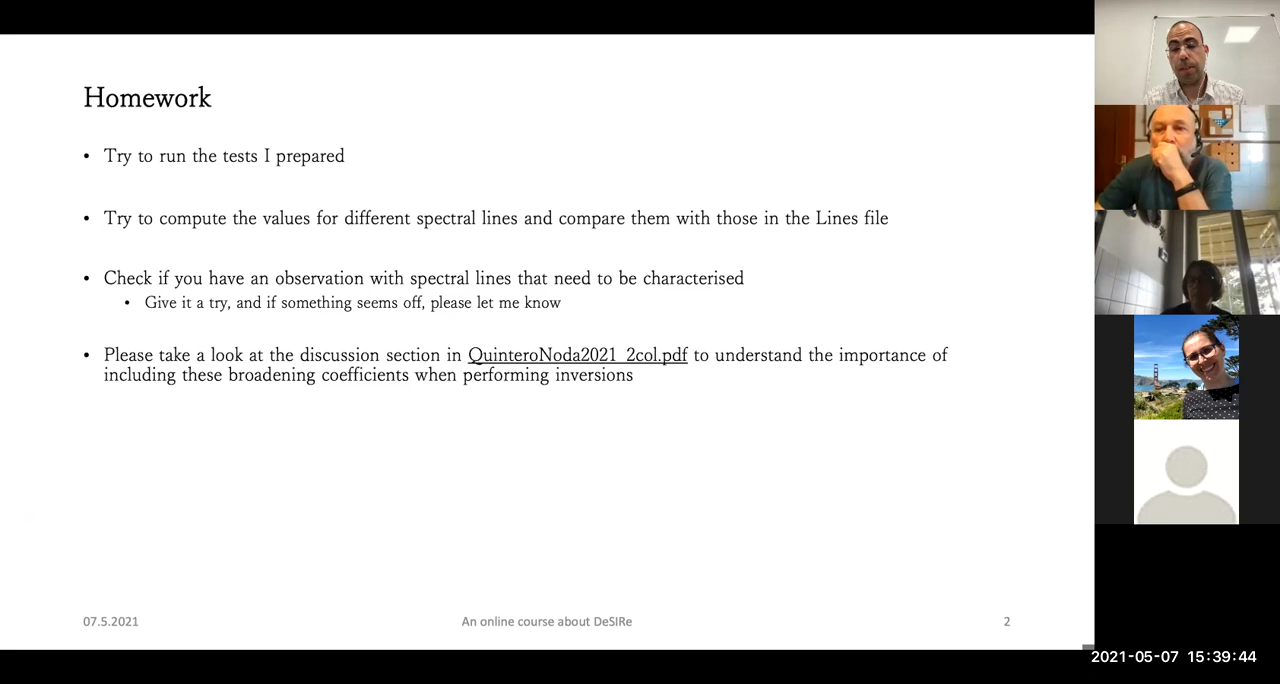 Homework
• Try to run the tests I prepared
• Try to compute the values for different spectral lines and compare them with those in the Lines file
• Check if you have an observation with spectral lines that need to be characterised
• Give it a try, and if something seems off, please let me know
• Please take a look at the discussion section in QuinteroNoda2021_2col.pdf to understand the importance of
including these broadening coefficients when performing inversions
07.5.2021
An online course about DeSIRe
2
2021-05-07 15:39:44